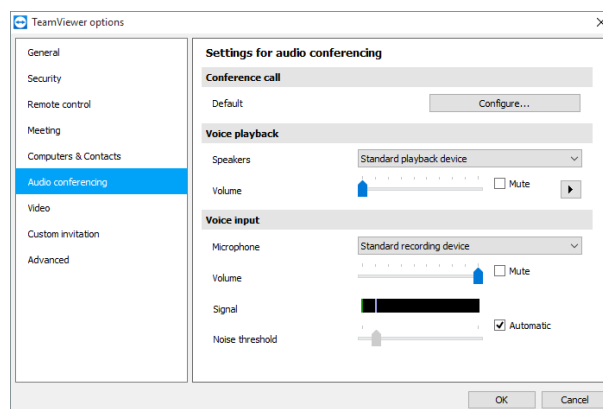 TeamViewer options
General
Security
Remote control
Meeting
Computers & Contacts
Audio conferencing
Video
Custom invitation
Advanced
Settings for audio conferencing
Conference call
Default Configure...
Voice playback
Speakers Standard playback device
Volume Mute
Voice input
Microphone Standard recording device
Volume Mute
Signal
Automatic
Noise threshold
OK Cancel